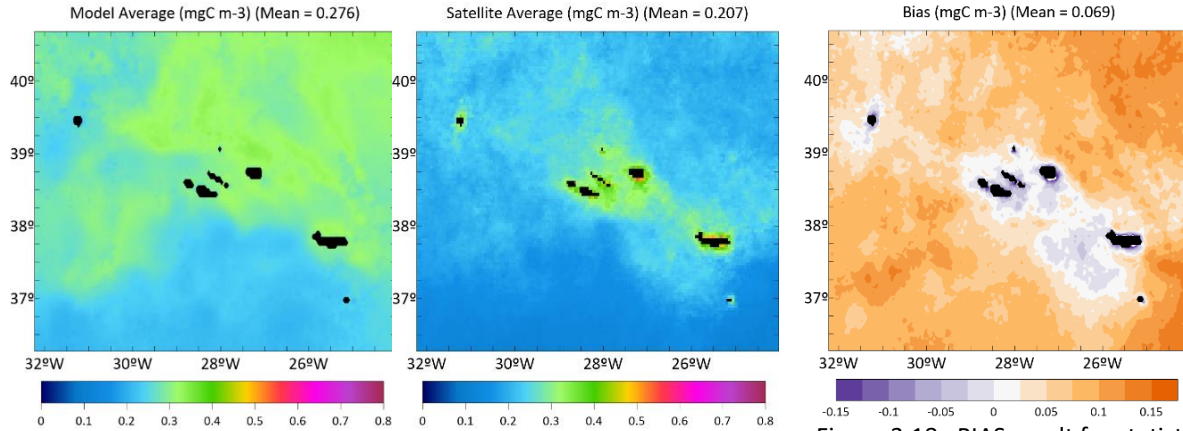 Model Average (mgC m-3) (Mean = 0.276)
40º
39º
38º
37º
32ºW 30ºW 28ºW 26ºW
0 0.1 0.2 0.3 0.4 0.5 0.6 0.7 0.8
Satellite Average (mgC m-3) (Mean = 0.207)
40º
39º
38º
37º
32ºW 30ºW 28ºW 26ºW
0 0.1 0.2 0.3 0.4 0.5 0.6 0.7 0.8
Bias (mgC m-3) (Mean = 0.069)
40º
39º
38º
37º
32ºW 30ºW 28ºW 26ºW
-0.15 -0.1 -0.05 0 0.05 0.1 0.15